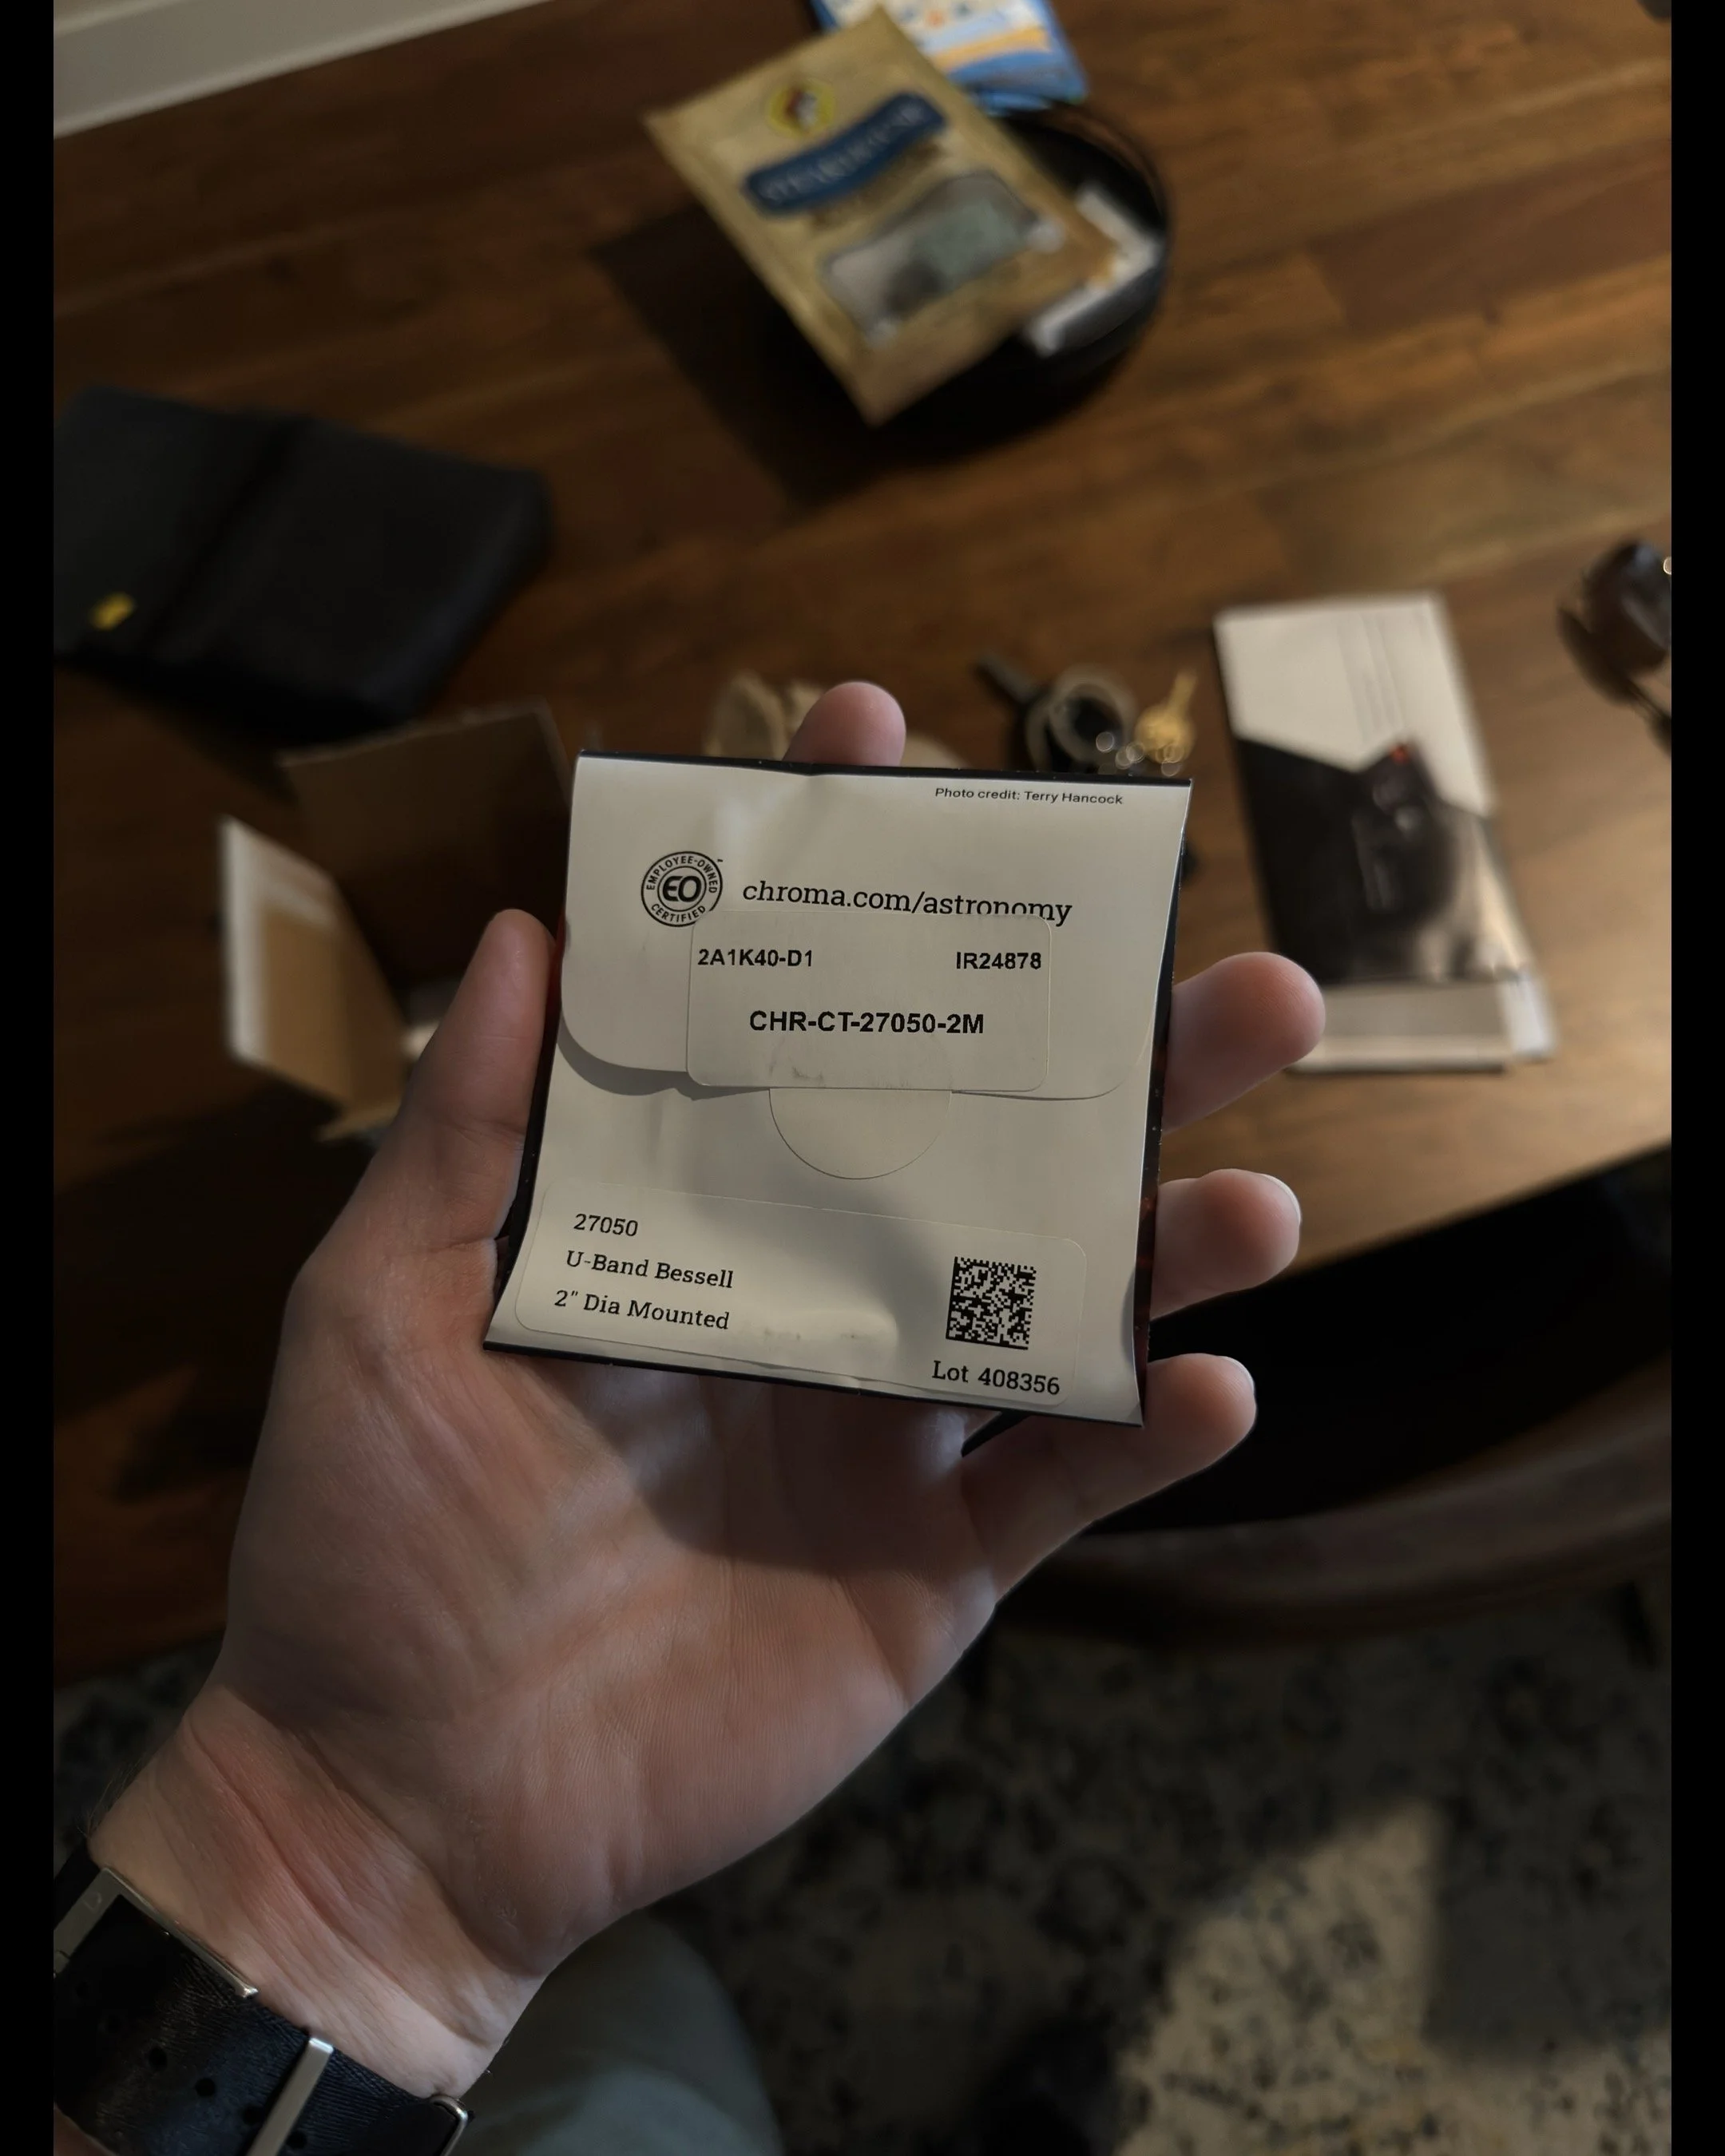 Photo credit: Terry Hancock
EMPLOYEE-OWNED
EO
CERTIFIED
chroma.com/astronomy
2A1K40-D1 IR24878
CHR-CT-27050-2M
27050
U-Band Bessell
2" Dia Mounted
Lot 408356